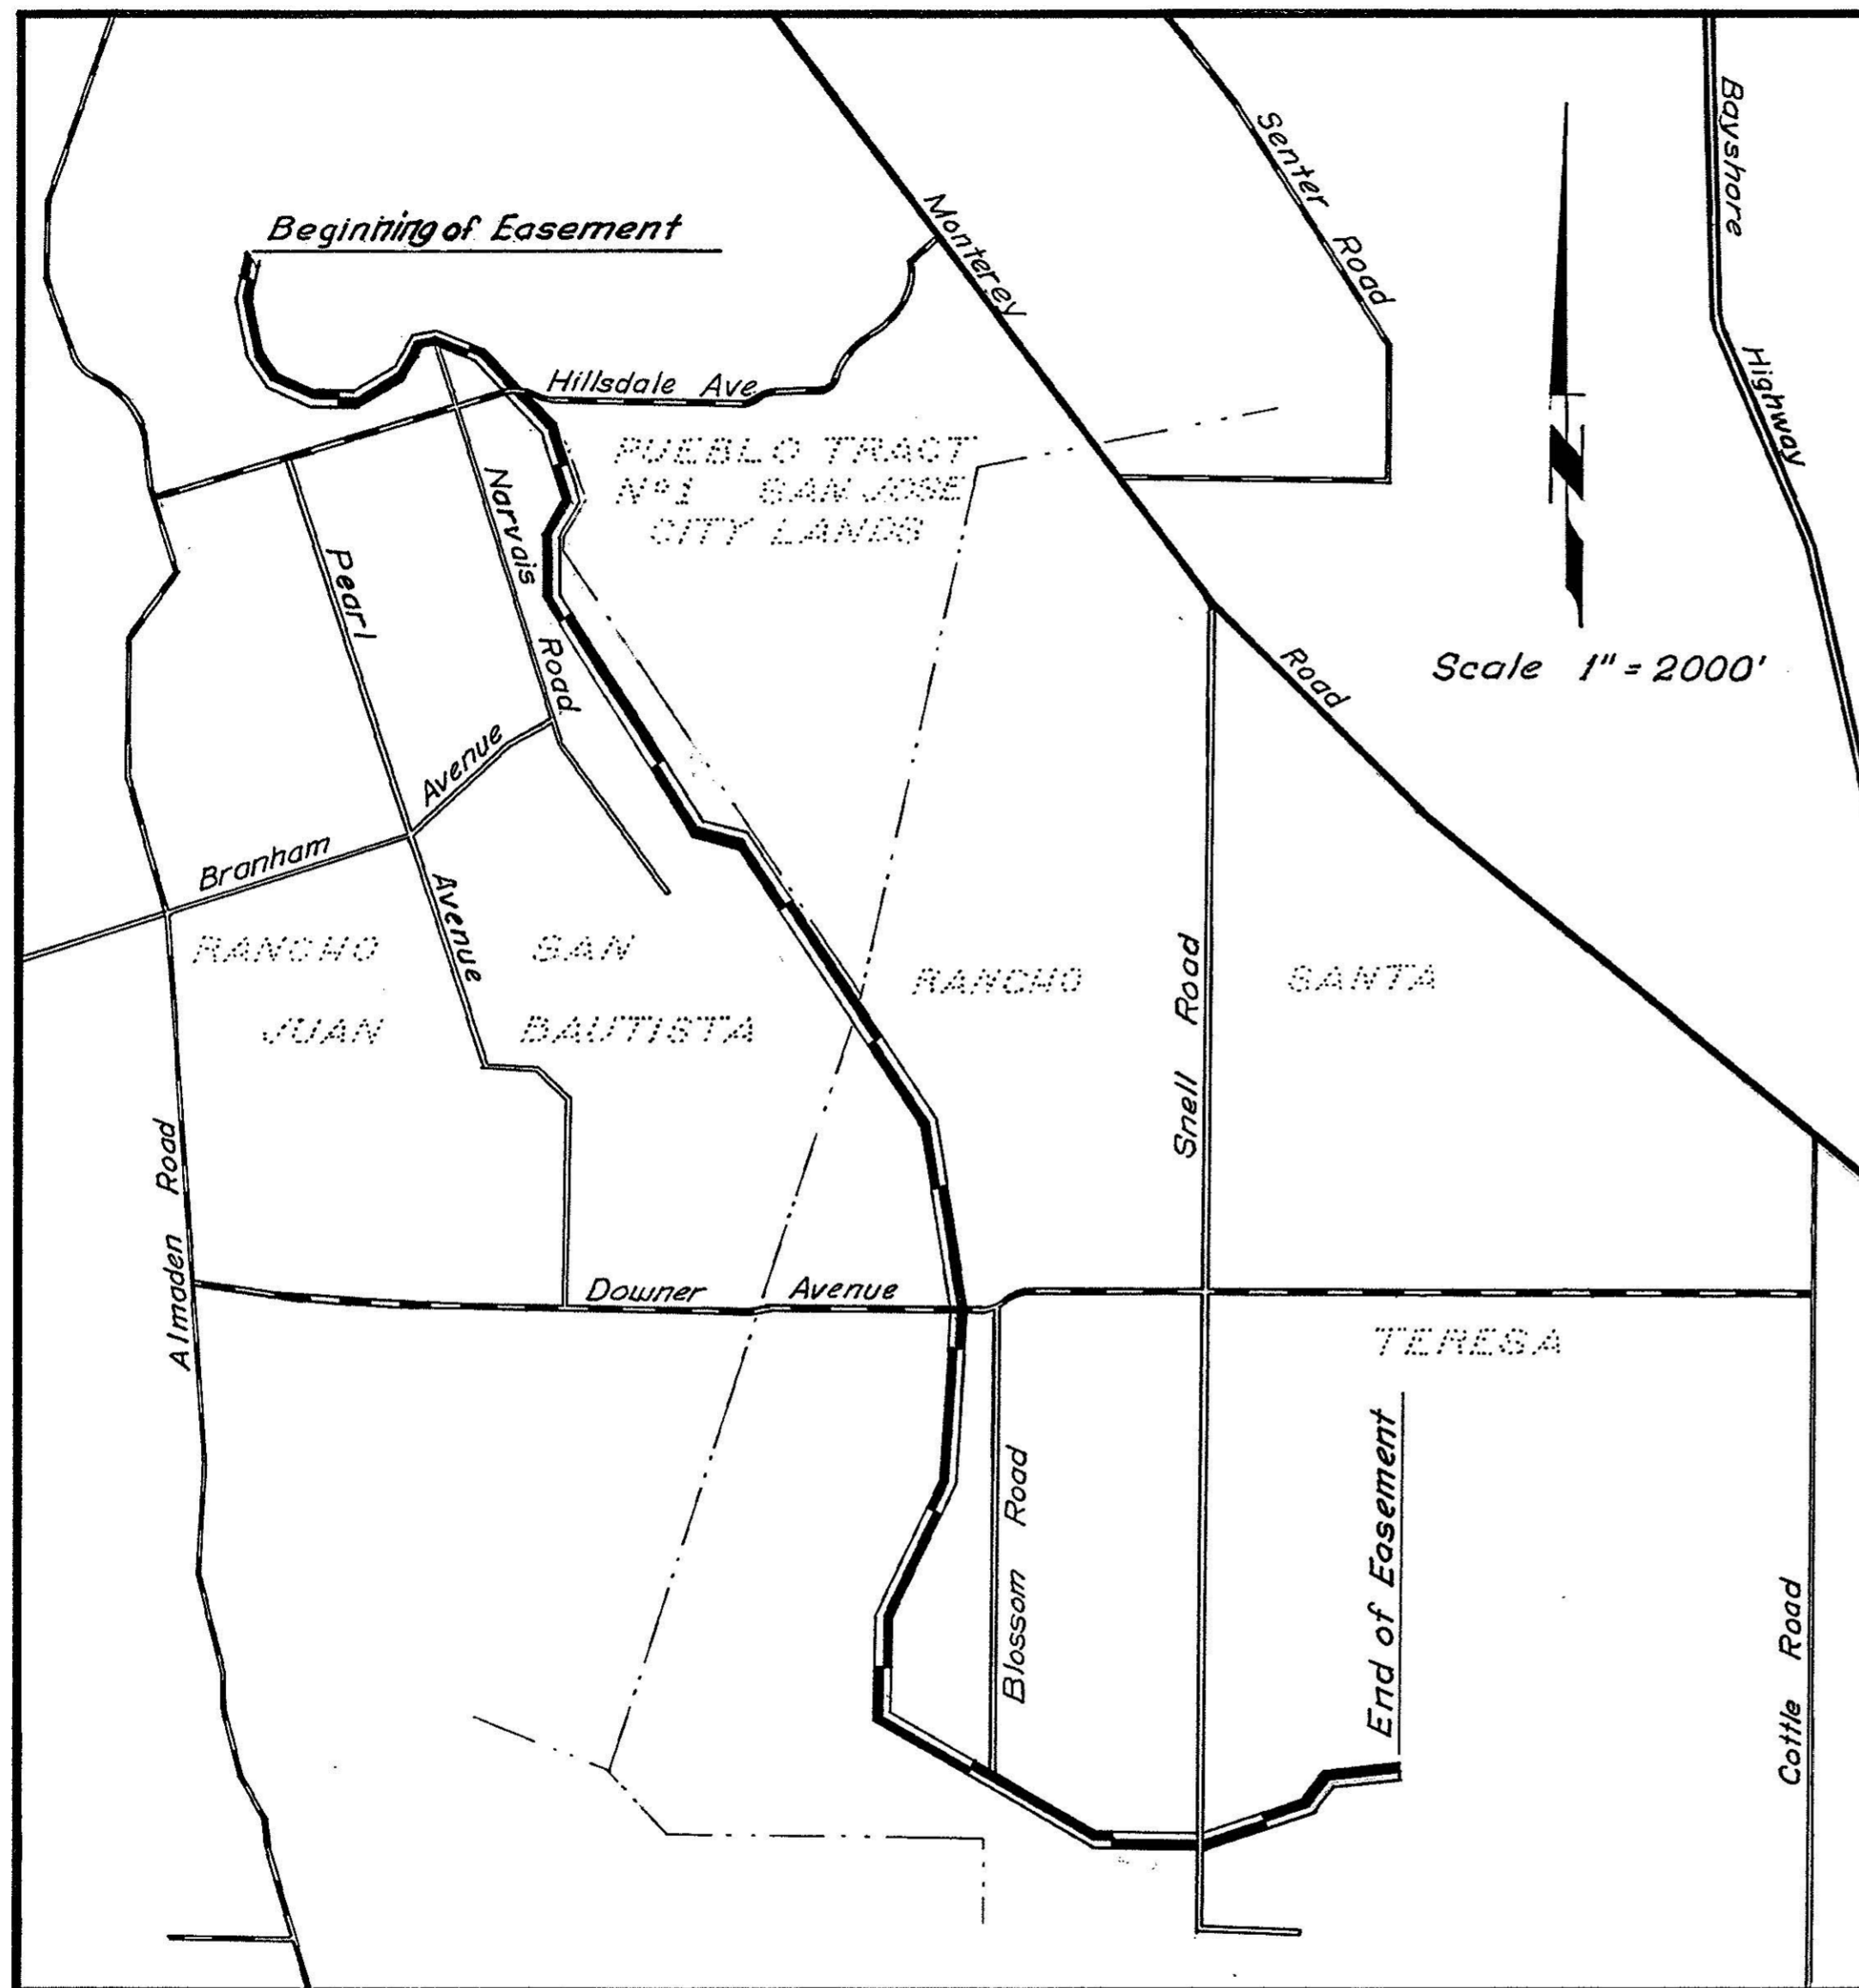 Bayshore
Highway
Senter
Road
Monterey
Road
Beginning of Easement
Hillsdale Ave
PUEBLO TRACT
Nº1 SAN JOSE
CITY LANDS
N
Scale 1" = 2000'
Narvais
Road
Pearl
Avenue
Branham
Avenue
RANCHO SAN
JUAN BAUTISTA
RANCHO SANTA
TERESA
Snell Road
Almaden Road
Downer Avenue
Blossom Road
End of Easement
Cottle Road